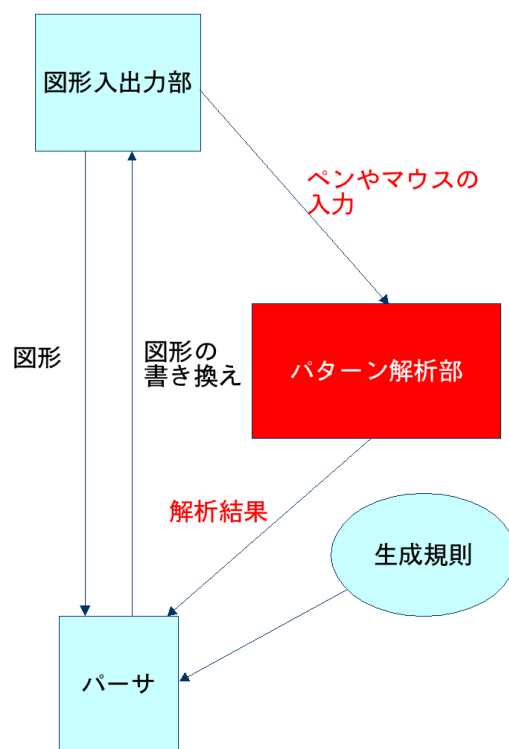 図形入出力部
ペンやマウスの
入力
図形
図形の
書き換え
パターン解析部
解析結果
生成規則
パーサ